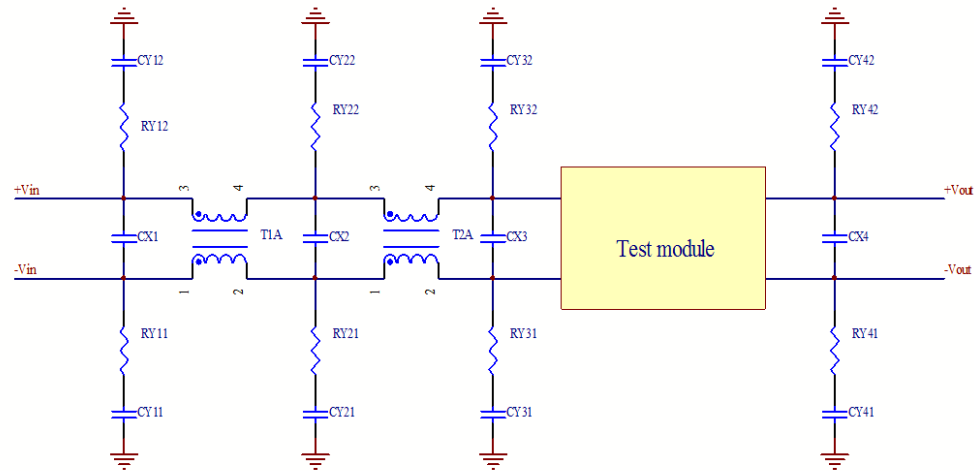 CY12 CY22 CY32 CY42
RY12 RY22 RY32 RY42
+Vin 3 4 3 4 +Vout
CX1 T1A CX2 T2A CX3 Test module CX4
-Vin 1 2 1 2 -Vout
RY11 RY21 RY31 RY41
CY11 CY21 CY31 CY41